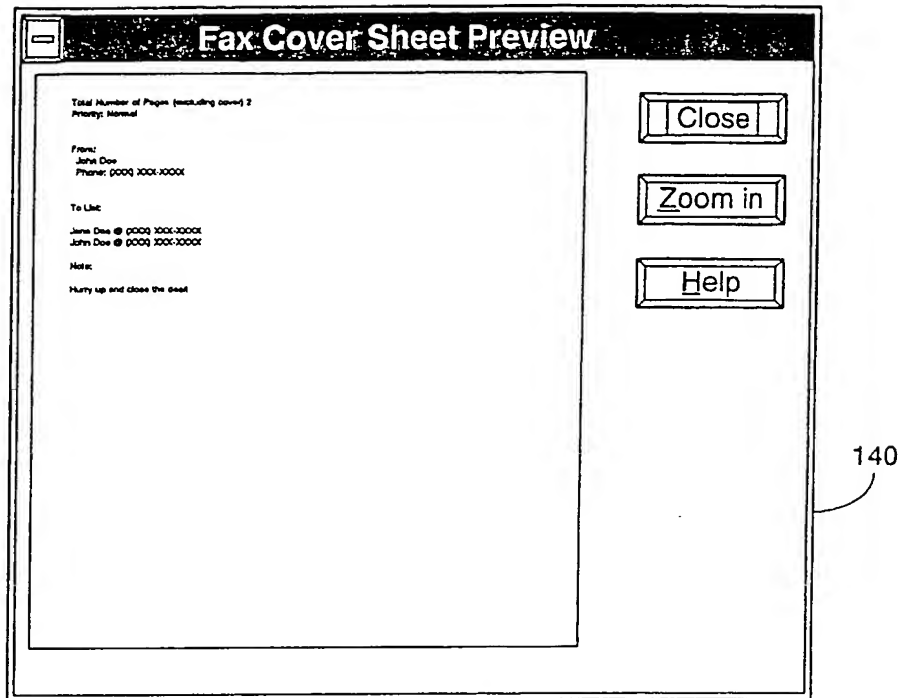 Fax Cover Sheet Preview
Total Number of Pages (excluding cover) 2
Priority: Normal
From:
John Doe
Phone: (XXX) XXX-XXXX
To List:
Jane Doe @ (XXX) XXX-XXXX
John Doe @ (XXX) XXX-XXXX
Note:
Hurry up and close the deal!
Close
Zoom in
Help
140